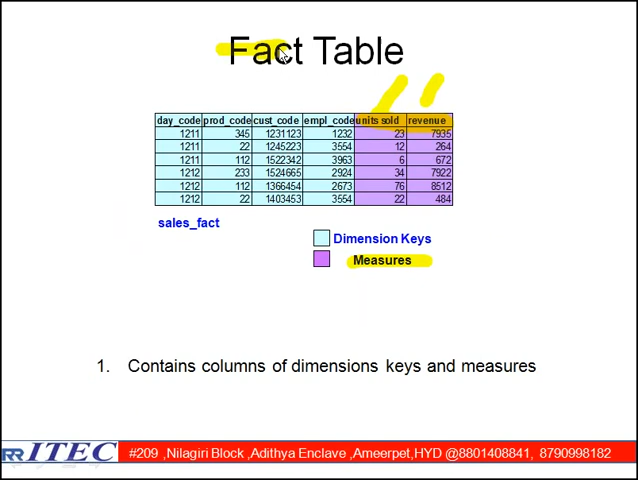 Fact Table
day_code prod_code cust_code empl_code units sold revenue
1211 345 1231123 1232 23 7935
1211 22 1245223 3554 12 264
1211 112 1522342 3963 6 672
1212 233 1524665 2924 34 7922
1212 112 1366454 2673 76 8512
1212 22 1403453 3554 22 484
sales_fact
Dimension Keys
Measures
1. Contains columns of dimensions keys and measures
RR ITEC #209 ,Nilagiri Block ,Adithya Enclave ,Ameerpet,HYD @8801408841, 8790998182